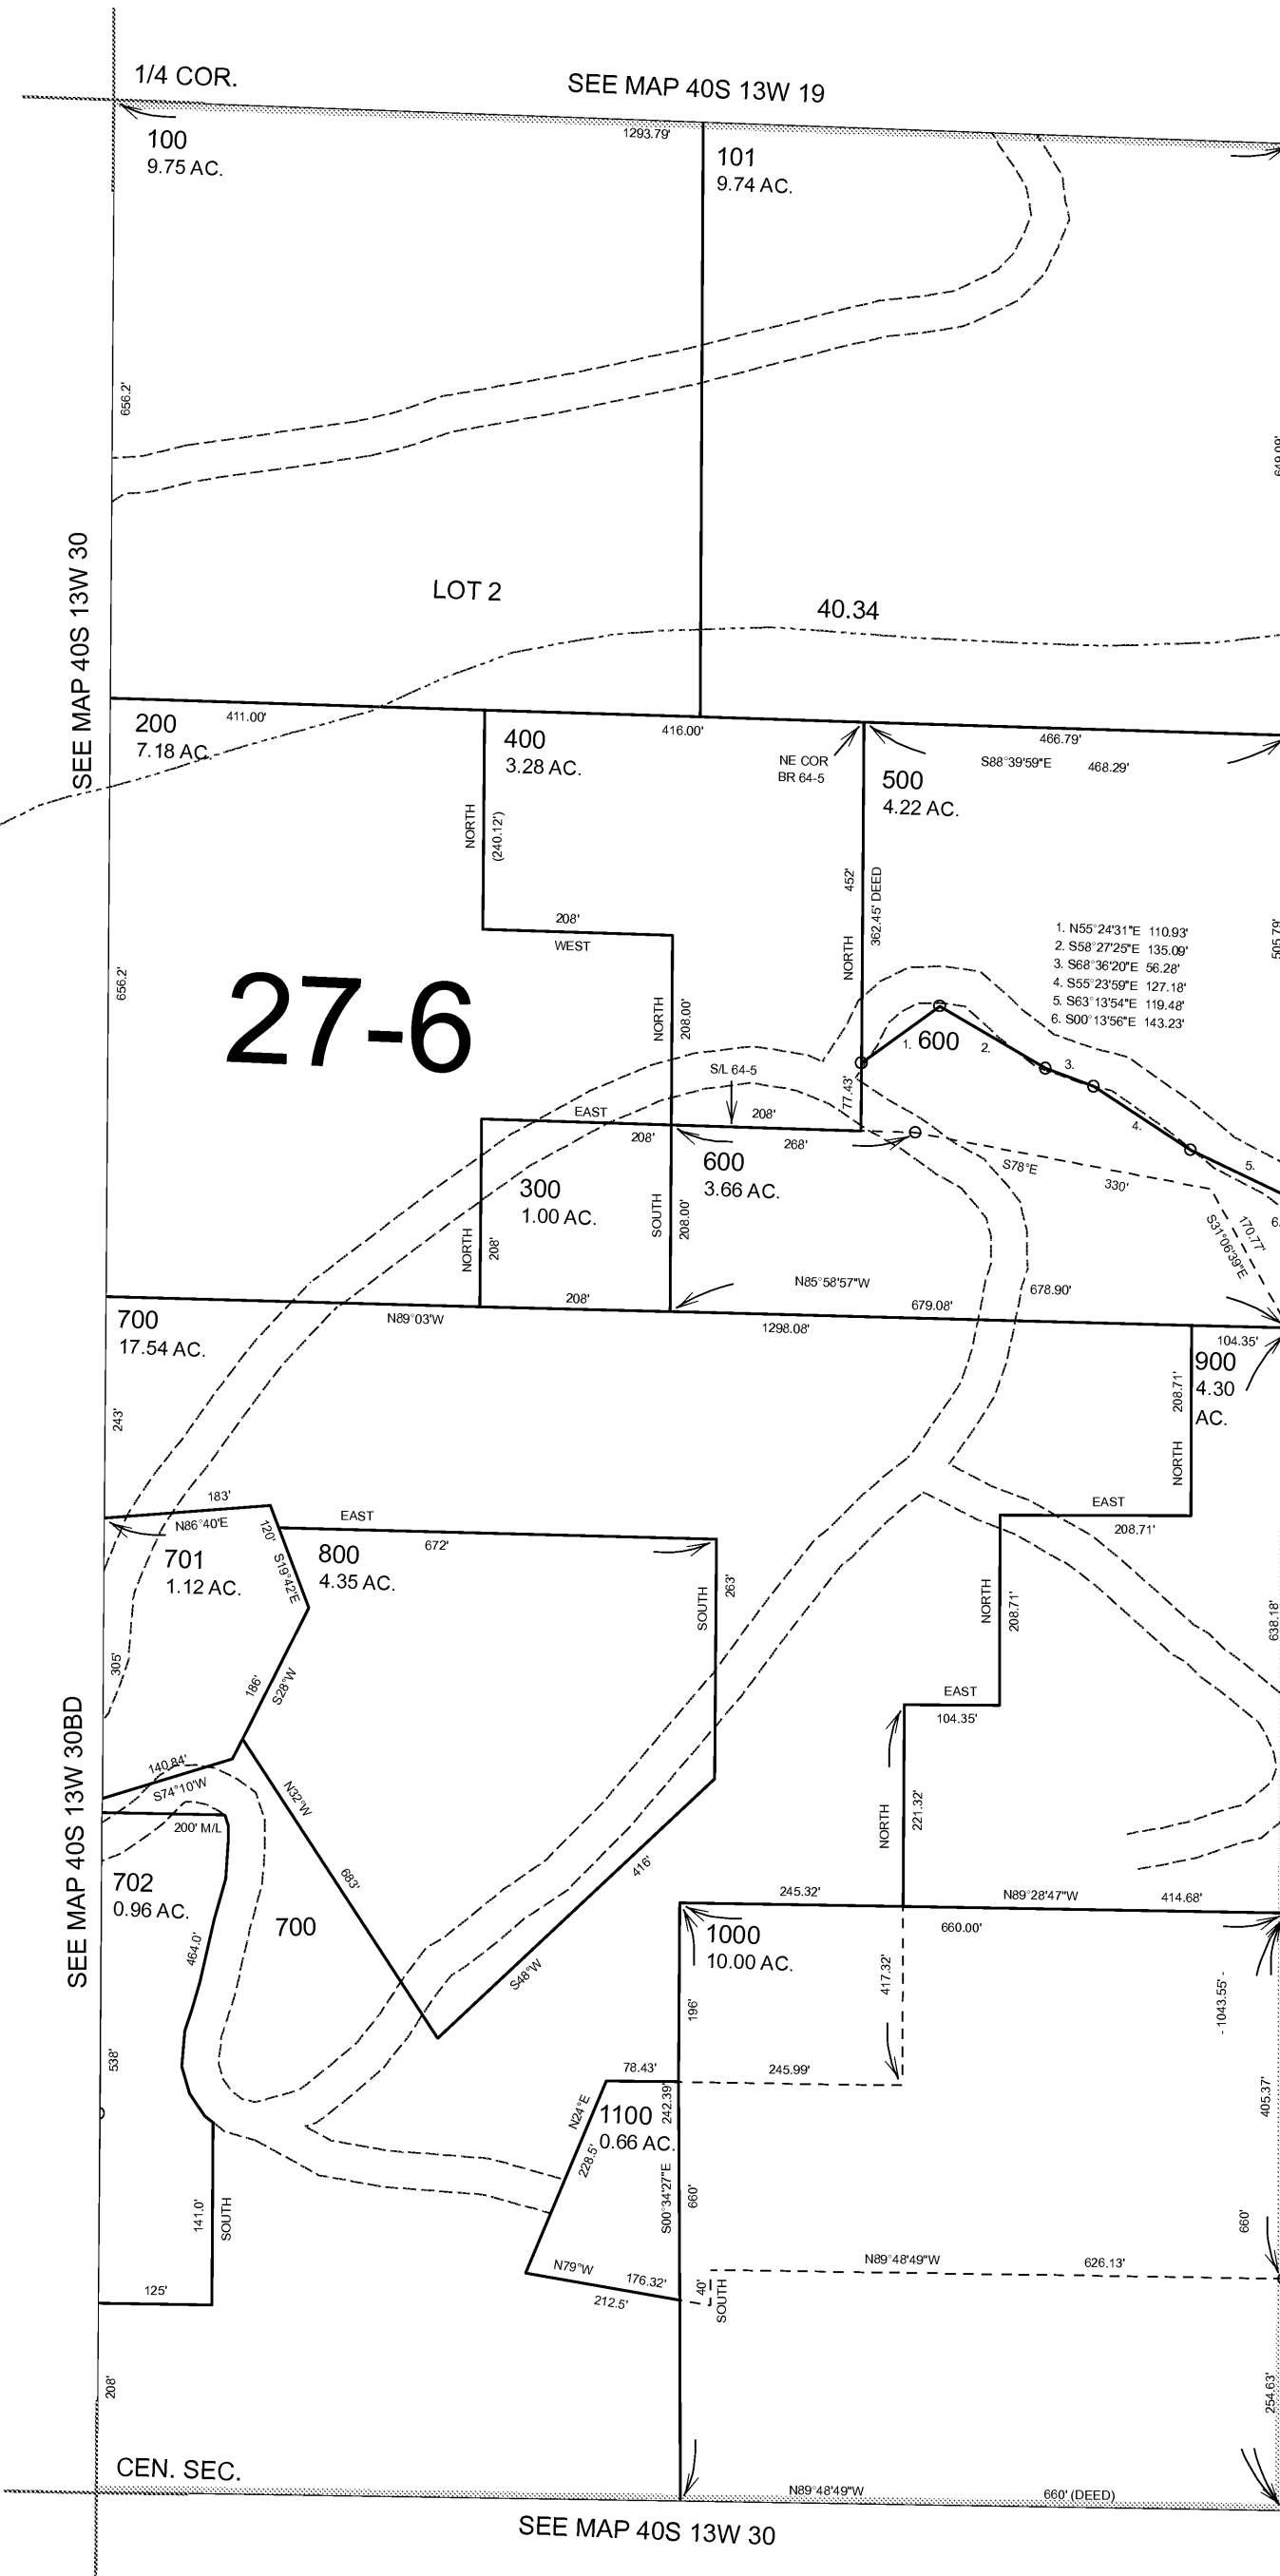 1/4 COR.
SEE MAP 40S 13W 19
1293.79'
100
9.75 AC.
101
9.74 AC.
656.2'
649.09'
SEE MAP 40S 13W 30
LOT 2
40.34
200
7.18 AC.
411.00'
400
3.28 AC.
416.00'
NE COR
BR 64-5
466.79'
S88°39'59"E 468.29'
500
4.22 AC.
NORTH
(240.12')
452'
362.45' DEED
NORTH
208'
WEST
505.79'
1. N55°24'31"E 110.93'
2. S58°27'25"E 135.09'
3. S68°36'20"E 56.28'
4. S55°23'59"E 127.18'
5. S63°13'54"E 119.48'
6. S00°13'56"E 143.23'
656.2'
27-6
NORTH
208.00'
1.
600
2.
3.
4.
5.
6.
S/L 64-5
77.43'
EAST
208'
208'
268'
600
3.66 AC.
S78°E
330'
170.77'
S31°06'39"E
300
1.00 AC.
SOUTH
208.00'
NORTH
208'
208'
N85°58'57"W
679.08'
678.90'
700
17.54 AC.
N89°03'W
1298.08'
104.35'
900
4.30
AC.
243'
208.71'
NORTH
183'
N86°40'E
EAST
672'
EAST
208.71'
120'
S19°42'E
701
1.12 AC.
800
4.35 AC.
SOUTH
263'
NORTH
208.71'
638.18'
305'
186'
S28°W
EAST
104.35'
SEE MAP 40S 13W 30BD
140.84'
S74°10'W
N32°W
683'
200' M/L
NORTH
221.32'
416'
S48°W
702
0.96 AC.
700
464.0'
245.32'
N89°28'47"W
414.68'
660.00'
1000
10.00 AC.
196'
417.32'
- 1043.55' -
538'
78.43'
245.99'
405.37'
N24°E
228.5'
1100
0.66 AC.
242.39'
S00°34'27"E
660'
141.0'
SOUTH
660'
N89°48'49"W
626.13'
N79°W
176.32'
212.5'
40'
SOUTH
125'
208'
254.63'
CEN. SEC.
N89°48'49"W
660' (DEED)
SEE MAP 40S 13W 30